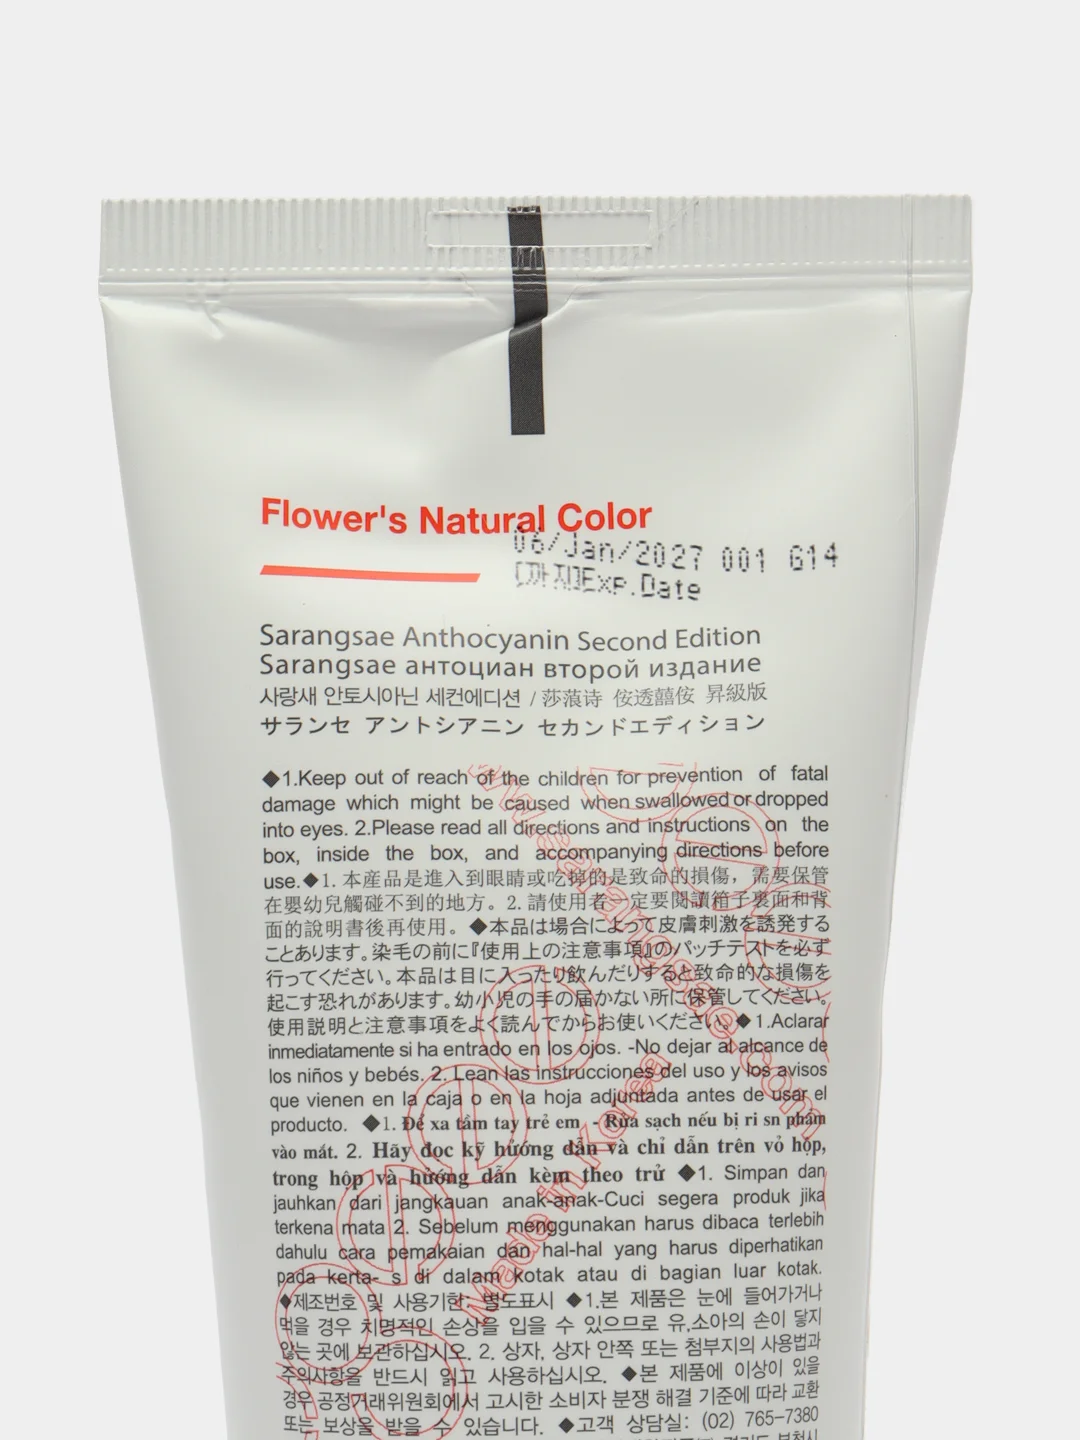 Flower's Natural Color
06/Jan/2027 001 G14
[까지]Exp.Date
Sarangsae Anthocyanin Second Edition
Sarangsae антоциан второй издание
사랑새 안토시아닌 세컨에디션 / 莎蒗诗 侒透囍侒 昇級版
サランセ アントシアニン セカンドエディション
◆1.Keep out of reach of the children for prevention of fatal
damage which might be caused when swallowed or dropped
into eyes. 2.Please read all directions and instructions on the
box, inside the box, and accompanying directions before
use.◆1. 本産品是進入到眼睛或吃掉的是致命的損傷，需要保管
在嬰幼兒觸碰不到的地方。2. 請使用者一定要閱讀箱子裏面和背
面的說明書後再使用。◆本品は場合によって皮膚刺激を誘発する
ことあります。染毛の前に『使用上の注意事項』のパッチテストを必ず
行ってください。本品は目に入ったり飲んだりすると致命的な損傷を
起こす恐れがあります。幼小児の手の届かない所に保管してください。
使用説明と注意事項をよく読んでからお使いください。◆1.Aclarar
inmediatamente si ha entrado en los ojos. -No dejar al alcance de
los niños y bebés. 2. Lean las instrucciones del uso y los avisos
que vienen en la caja o en la hoja adjuntada antes de usar el
producto. ◆1. Để xa tầm tay trẻ em. - Rửa sạch nếu bị ri sn phẩm
vào mắt. 2. Hãy đọc kỹ hướng dẫn và chỉ dẫn trên vỏ hộp,
trong hộp và hướng dẫn kèm theo trử ◆1. Simpan dan
jauhkan dari jangkauan anak-anak-Cuci segera produk jika
terkena mata 2. Sebelum menggunakan harus dibaca terlebih
dahulu cara pemakaian dan hal-hal yang harus diperhatikan
pada kerta- s di dalam kotak atau di bagian luar kotak.
◆제조번호 및 사용기한: 별도표시 ◆1.본 제품은 눈에 들어가거나
먹을 경우 치명적인 손상을 입을 수 있으므로 유,소아의 손이 닿지
않는 곳에 보관하십시오. 2. 상자, 상자 안쪽 또는 첨부지의 사용법과
주의사항을 반드시 읽고 사용하십시오. ◆본 제품에 이상이 있을
경우 공정거래위원회에서 고시한 소비자 분쟁 해결 기준에 따라 교환
또는 보상을 받을 수 있습니다. ◆고객 상담실: (02) 765-7380
www.sarangsae.com
Made in Korea